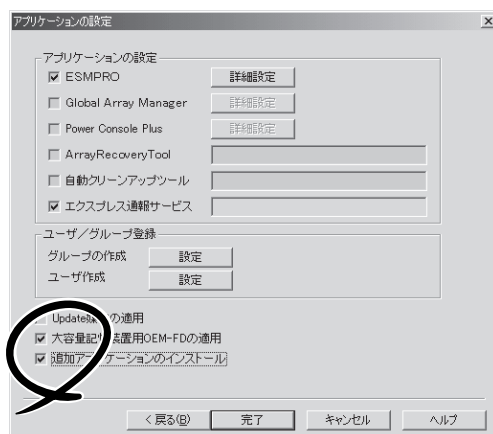 アプリケーションの設定
アプリケーションの設定
ESMPRO 詳細設定
Global Array Manager 詳細設定
Power Console Plus 詳細設定
ArrayRecoveryTool
自動クリーンアップツール
エクスプレス通報サービス
ユーザ/グループ登録
グループの作成 設定
ユーザ作成 設定
Update の適用
大容量記憶装置用OEM-FDの適用
追加アプリケーションのインストール
< 戻る(B) 完了 キャンセル ヘルプ